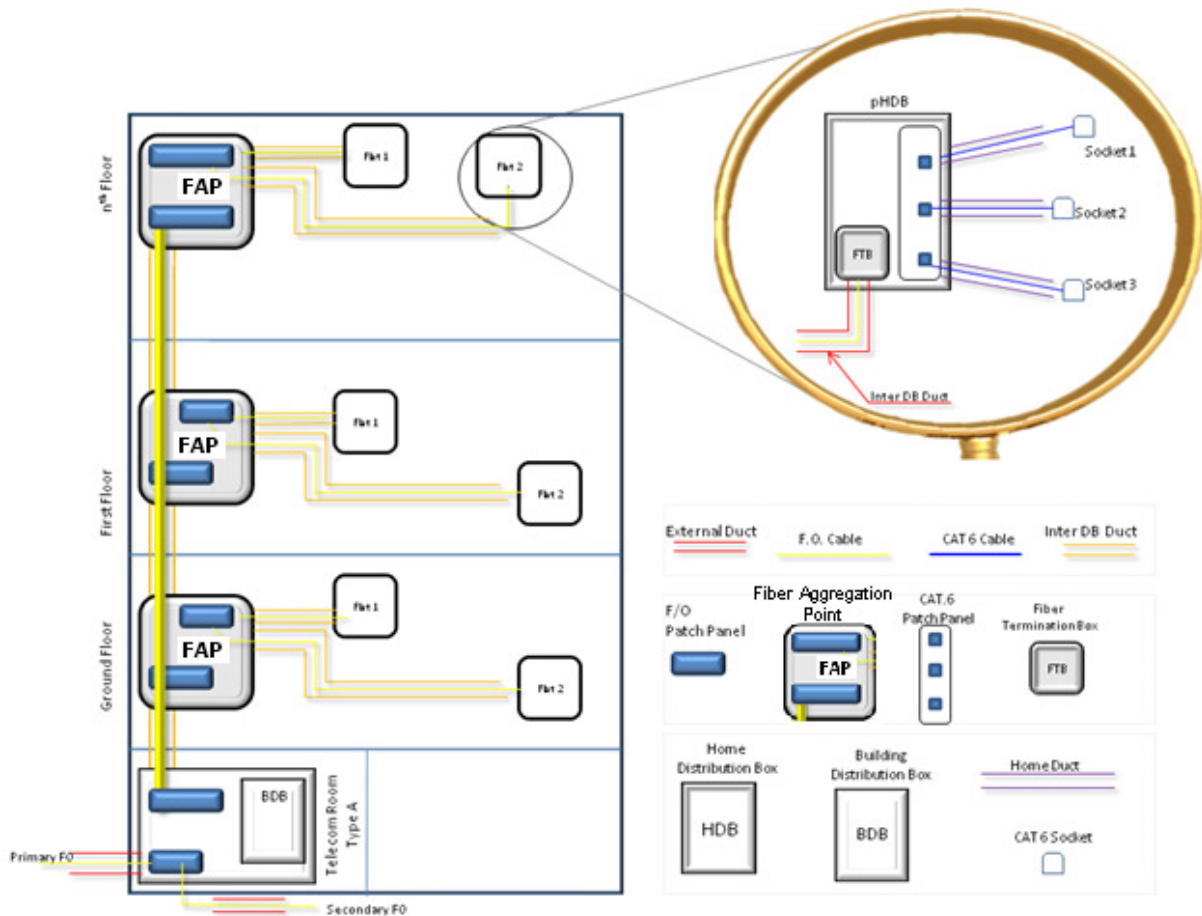 nth Floor
FAP
Flat 1
Flat 2
First Floor
FAP
Flat 1
Flat 2
Ground Floor
FAP
Flat 1
Flat 2
BDB
Telecom Room
Type A
Primary FO
Secondary FO
pHDB
Socket 1
Socket 2
Socket 3
FTB
Inter DB Duct
External Duct
F.O. Cable
CAT 6 Cable
Inter DB Duct
F/O
Patch Panel
Fiber Aggregation
Point
FAP
CAT.6
Patch Panel
Fiber
Termination Box
FTB
Home
Distribution Box
HDB
Building
Distribution Box
BDB
Home Duct
CAT 6 Socket